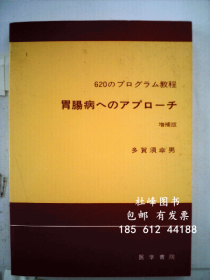 620のプログラム教程
胃腸病へのアプローチ
増補版
多賀須幸男
社峰图书
包邮 有发票
185 612 44188
医学書院